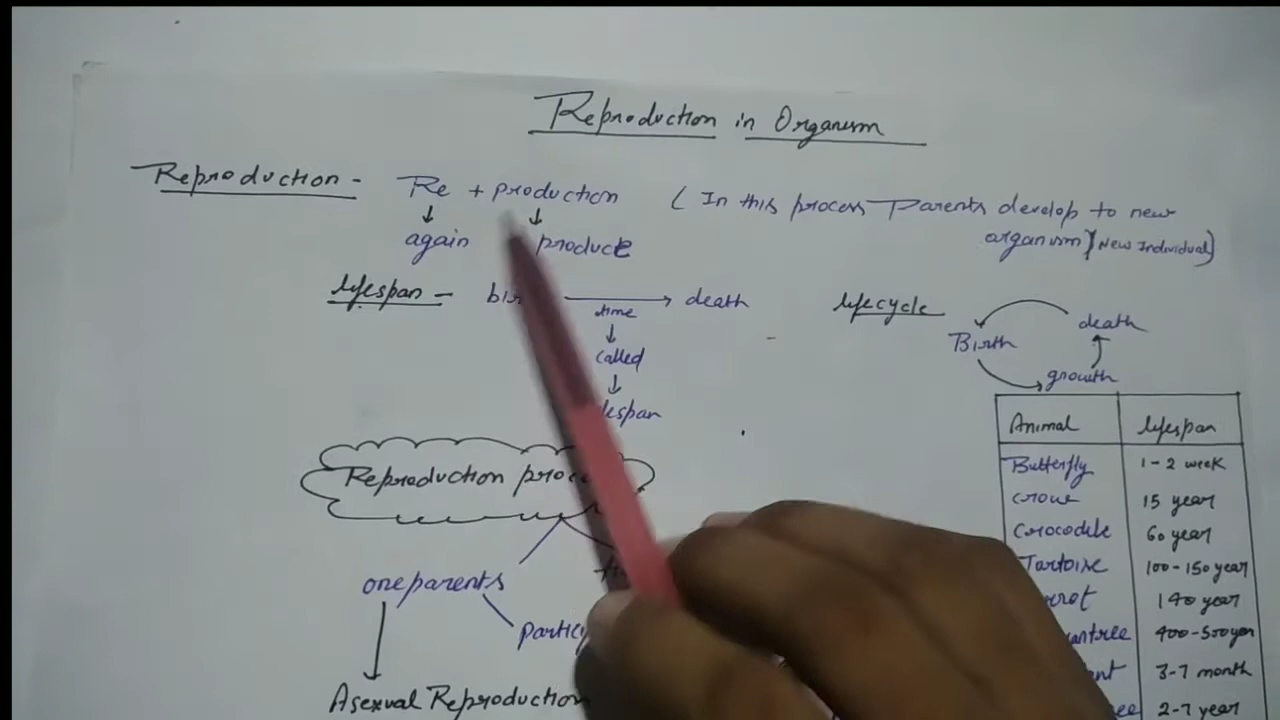 Reproduction in Organism
Reproduction - Re + production ( In this process Parents develop to new
again produce organism) (New Individual)
lifespan - birth death
time
called
lifecycle
Birth
death
growth
Reproduction process
one parents
Asexual Reproduction
Animal lifespan
Butterfly 1-2 week
crow 15 year
crocodile 60 year
Tortoise 100-150 year
140 year
400-500 year
3-7 month
2-7 year